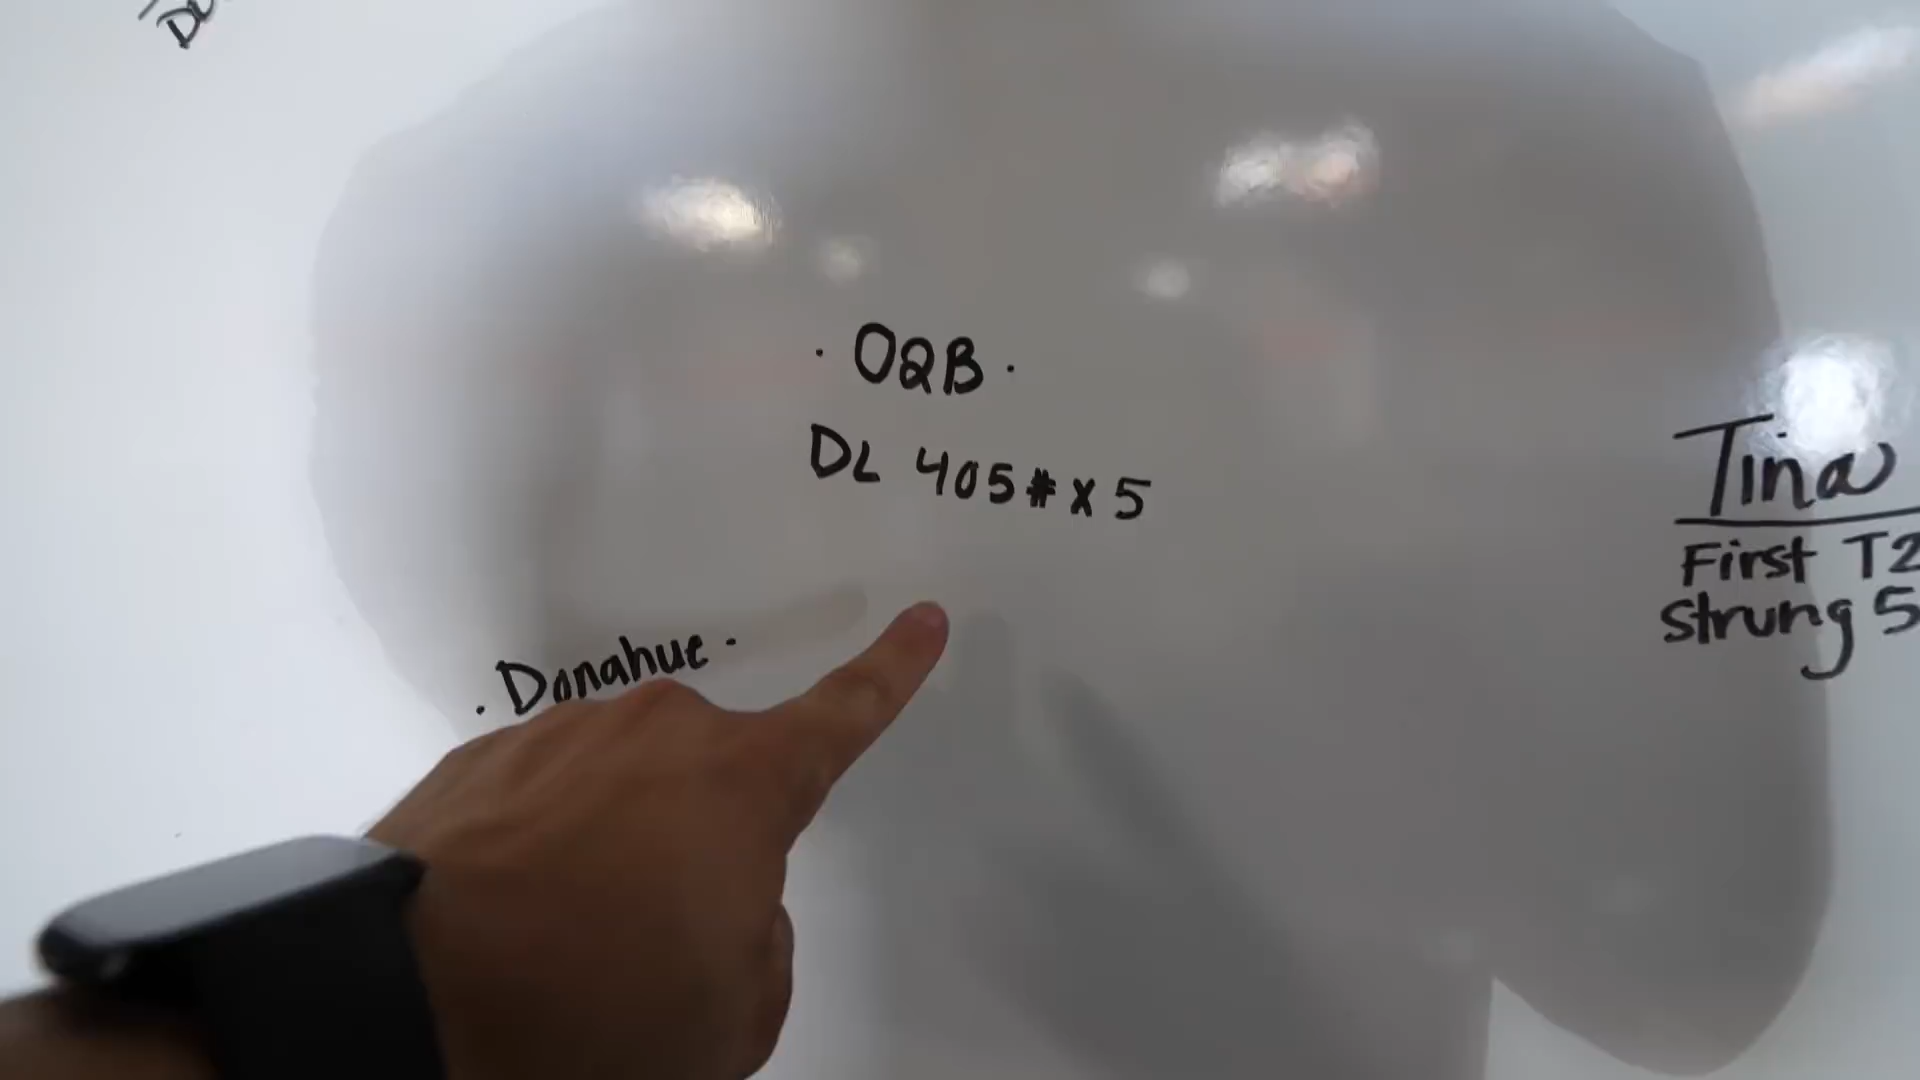 · OQB ·
DL 405# X 5
· Donahue ·
Tina
First T2
Strung 5